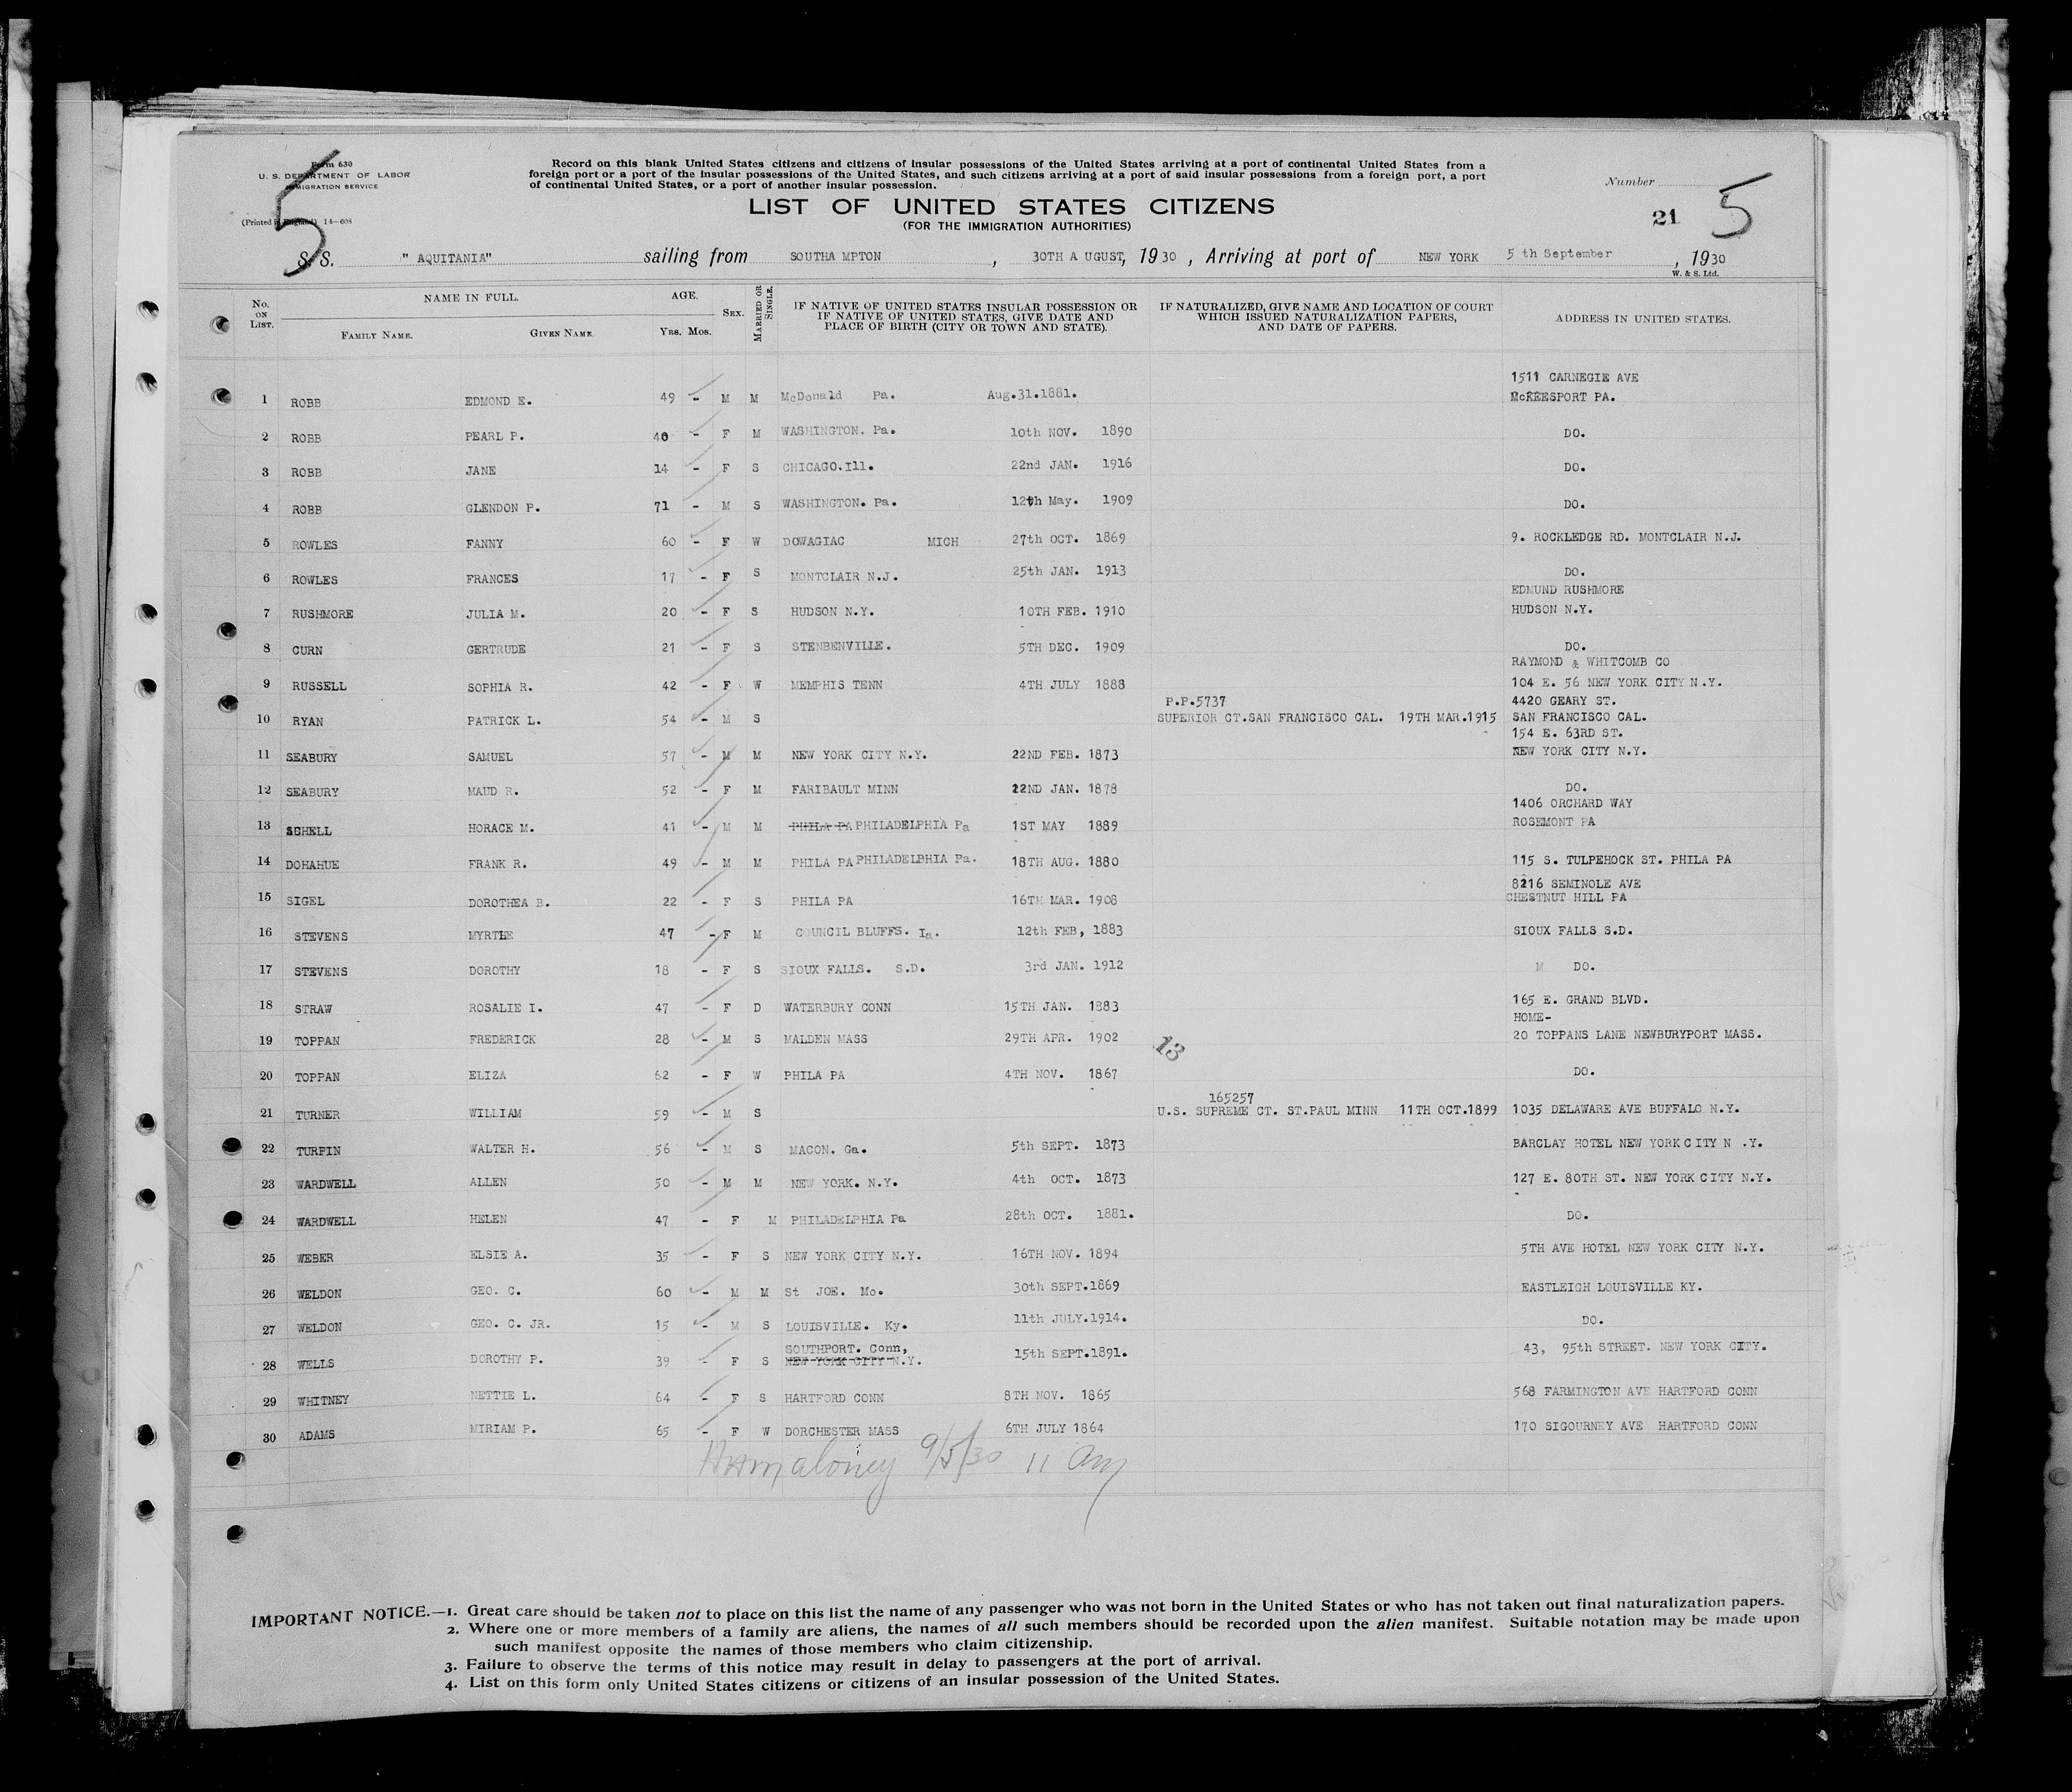 Form 630
U. S. DEPARTMENT OF LABOR
IMMIGRATION SERVICE
(Printed in England) 14—608
5
Record on this blank United States citizens and citizens of insular possessions of the United States arriving at a port of continental United States from a
foreign port or a port of the insular possessions of the United States, and such citizens arriving at a port of said insular possessions from a foreign port, a port
of continental United States, or a port of another insular possession.
Number
21 5
LIST OF UNITED STATES CITIZENS
(FOR THE IMMIGRATION AUTHORITIES)
S.S. " AQUITANIA" sailing from SOUTHA MPTON , 30TH A UGUST, 1930 , Arriving at port of NEW YORK 5 th September , 1930
W. & S. Ltd.
No. ON LIST. NAME IN FULL. FAMILY NAME. GIVEN NAME. AGE. YRS. MOS. SEX. MARRIED OR SINGLE. IF NATIVE OF UNITED STATES INSULAR POSSESSION OR IF NATIVE OF UNITED STATES, GIVE DATE AND PLACE OF BIRTH (CITY OR TOWN AND STATE). IF NATURALIZED, GIVE NAME AND LOCATION OF COURT WHICH ISSUED NATURALIZATION PAPERS, AND DATE OF PAPERS. ADDRESS IN UNITED STATES.
1511 CARNEGIE AVE
1 ROBB EDMOND E. 49 - M M McDonald Pa. Aug.31.1881. McKEESPORT PA.
2 ROBB PEARL P. 40 - F M WASHINGTON. Pa. 10th NOV. 1890 DO.
3 ROBB JANE 14 - F S CHICAGO.Ill. 22nd JAN. 1916 DO.
4 ROBB GLENDON P. 71 - M S WASHINGTON. Pa. 12th May. 1909 DO.
5 ROWLES FANNY 60 - F W DOWAGIAC MICH 27th OCT. 1869 9. ROCKLEDGE RD. MONTCLAIR N.J.
6 ROWLES FRANCES 17 - F S MONTCLAIR N.J. 25th JAN. 1913 DO.
EDMUND RUSHMORE
7 RUSHMORE JULIA M. 20 - F S HUDSON N.Y. 10TH FEB. 1910 HUDSON N.Y.
8 CURN GERTRUDE 21 - F S STENBENVILLE. 5TH DEC. 1909 DO.
RAYMOND & WHITCOMB CO
9 RUSSELL SOPHIA R. 42 - F W MEMPHIS TENN 4TH JULY 1888 104 E. 56 NEW YORK CITY N.Y.
P.P.5737 4420 GEARY ST.
10 RYAN PATRICK L. 54 - M S SUPERIOR CT.SAN FRANCISCO CAL. 19TH MAR.1915 SAN FRANCISCO CAL.
154 E. 63RD ST.
11 SEABURY SAMUEL 57 - M M NEW YORK CITY N.Y. 22ND FEB. 1873 NEW YORK CITY N.Y.
12 SEABURY MAUD R. 52 - F M FARIBAULT MINN 22ND JAN. 1878 DO.
1406 ORCHARD WAY
13 SCHELL HORACE M. 41 - M M PHILA PA PHILADELPHIA Pa 1ST MAY 1889 ROSEMONT PA
14 DOHAHUE FRANK R. 49 - M M PHILA PA PHILADELPHIA Pa. 18TH AUG. 1880 115 S. TULPEHOCK ST. PHILA PA
8216 SEMINOLE AVE
15 SIGEL DOROTHEA B. 22 - F S PHILA PA 16TH MAR. 1908 CHESTNUT HILL PA
16 STEVENS MYRTLE 47 - F M COUNCIL BLUFFS. Ia. 12th FEB, 1883 SIOUX FALLS S.D.
17 STEVENS DOROTHY 18 - F S SIOUX FALLS. S.D. 3rd JAN. 1912 M DO.
18 STRAW ROSALIE I. 47 - F D WATERBURY CONN 15TH JAN. 1883 165 E. GRAND BLVD.
HOME-
19 TOPPAN FREDERICK 28 - M S MALDEN MASS 29TH APR. 1902 13 20 TOPPANS LANE NEWBURYPORT MASS.
20 TOPPAN ELIZA 62 - F W PHILA PA 4TH NOV. 1867 DO.
165257
21 TURNER WILLIAM 59 - M S U.S. SUPREME CT. ST.PAUL MINN 11TH OCT.1899 1035 DELAWARE AVE BUFFALO N.Y.
22 TURPIN WALTER H. 56 - M S MACON. Ga. 5th SEPT. 1873 BARCLAY HOTEL NEW YORK CITY N .Y.
23 WARDWELL ALLEN 50 - M M NEW YORK. N.Y. 4th OCT. 1873 127 E. 80TH ST. NEW YORK CITY N.Y.
24 WARDWELL HELEN 47 - F M PHILADELPHIA Pa 28th OCT. 1881. DO.
25 WEBER ELSIE A. 35 - F S NEW YORK CITY N.Y. 16TH NOV. 1894 5TH AVE HOTEL NEW YORK CITY N.Y.
26 WELDON GEO. C. 60 - M M St JOE. Mo. 30th SEPT.1869 EASTLEIGH LOUISVILLE KY.
27 WELDON GEO. C. JR. 15 - M S LOUISVILLE. Ky. 11th JULY.1914. DO.
SOUTHPORT. Conn,
28 WELLS DOROTHY P. 39 - F S NEW YORK CITY N.Y. 15th SEPT.1891. 43, 95th STREET. NEW YORK CITY.
29 WHITNEY NETTIE L. 64 - F S HARTFORD CONN 8TH NOV. 1865 568 FARMINGTON AVE HARTFORD CONN
30 ADAMS MIRIAM P. 65 - F W DORCHESTER MASS 6TH JULY 1864 170 SIGOURNEY AVE HARTFORD CONN
9/5/30 11 am
IMPORTANT NOTICE.—1. Great care should be taken not to place on this list the name of any passenger who was not born in the United States or who has not taken out final naturalization papers.
2. Where one or more members of a family are aliens, the names of all such members should be recorded upon the alien manifest. Suitable notation may be made upon
such manifest opposite the names of those members who claim citizenship.
3. Failure to observe the terms of this notice may result in delay to passengers at the port of arrival.
4. List on this form only United States citizens or citizens of an insular possession of the United States.